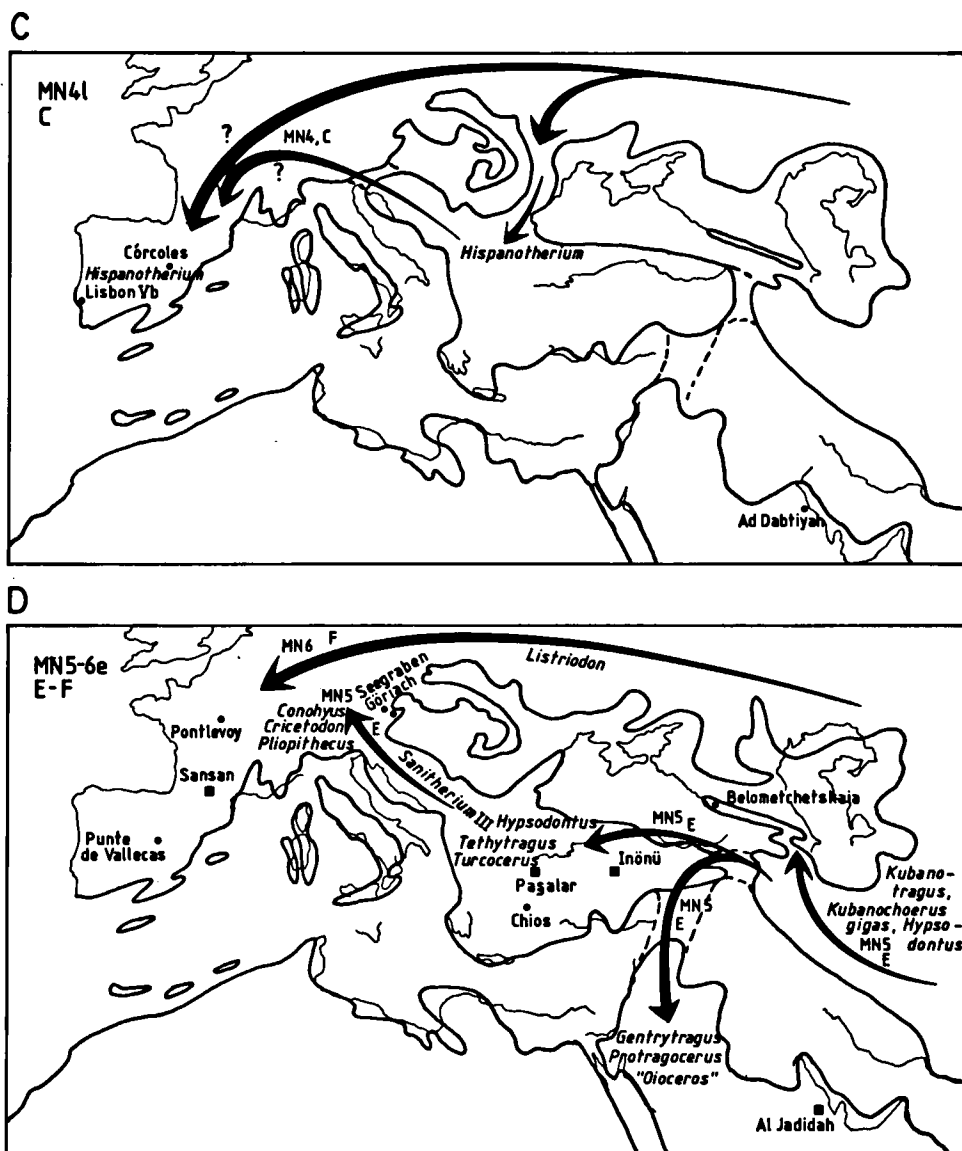 C
MN4l
C
?
MN4, C
?
Córcoles
Hispanotherium
Lisbon Vb
Hispanotherium
Ad Dabtiyah
D
MN5-6e
E-F
MN6 F
Listriodon
MN5 Seegraben
Göriach
Conohyus
Cricetodon
E
Pliopithecus
Pontlevoy
Sansan
Punte
de Vallecas
Sanitherium III
Hypsodontus
Tethytragus
Turcocerus
MN5 E
Inönü
Paşalar
Chios
MN5
E
Belometchetskaja
Kubano-
tragus,
Kubanochoerus
gigas, Hypso-
dontus
MN5
E
Gentrytragus
Protragocerus
"Oioceros"
Al Jadidah